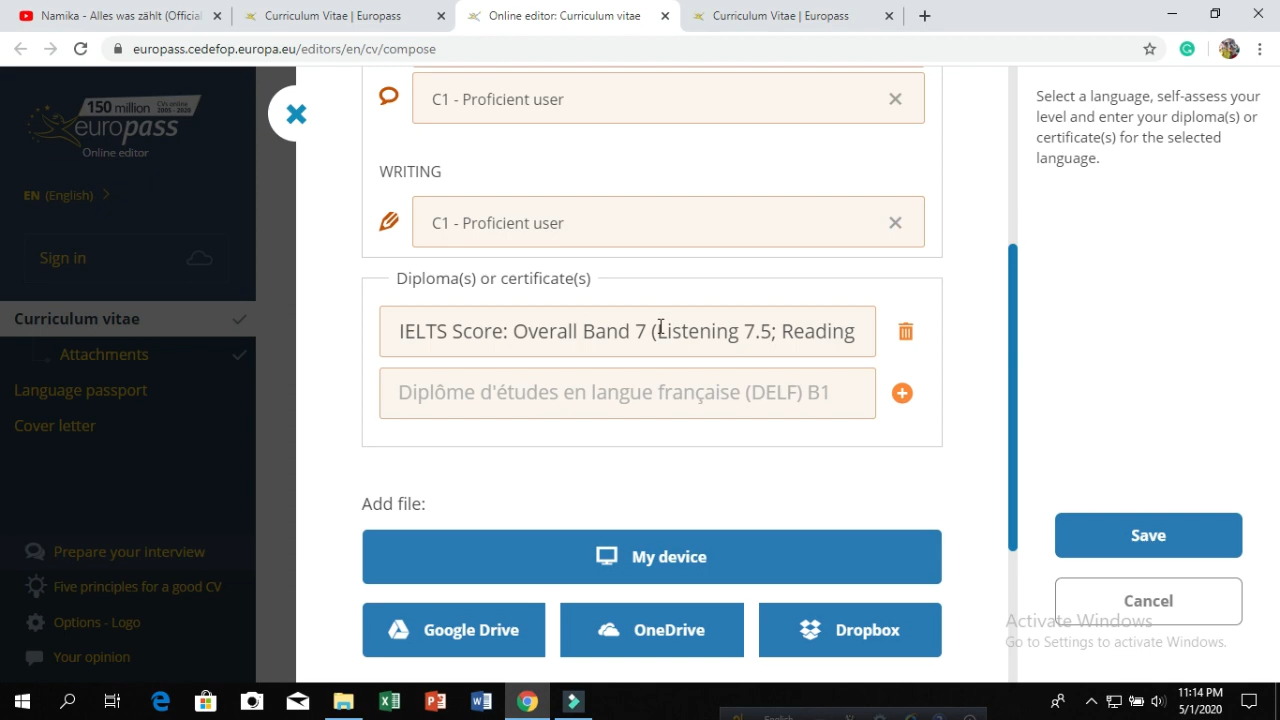 Namika - Alles was zählt (Official
Curriculum Vitae | Europass
Online editor: Curriculum vitae
Curriculum Vitae | Europass
europass.cedefop.europa.eu/editors/en/cv/compose
150 million
CVs online
2005 - 2020
europass
Online editor
EN (English)
Sign in
Curriculum vitae
Attachments
Language passport
Cover letter
Prepare your interview
Five principles for a good CV
Options - Logo
Your opinion
C1 - Proficient user
WRITING
C1 - Proficient user
Diploma(s) or certificate(s)
IELTS Score: Overall Band 7 (Listening 7.5; Reading
Diplôme d'études en langue française (DELF) B1
Add file:
My device
Google Drive
OneDrive
Dropbox
Select a language, self-assess your
level and enter your diploma(s) or
certificate(s) for the selected
language.
Save
Cancel
Activate Windows
Go to Settings to activate Windows.
English
11:14 PM
5/1/2020